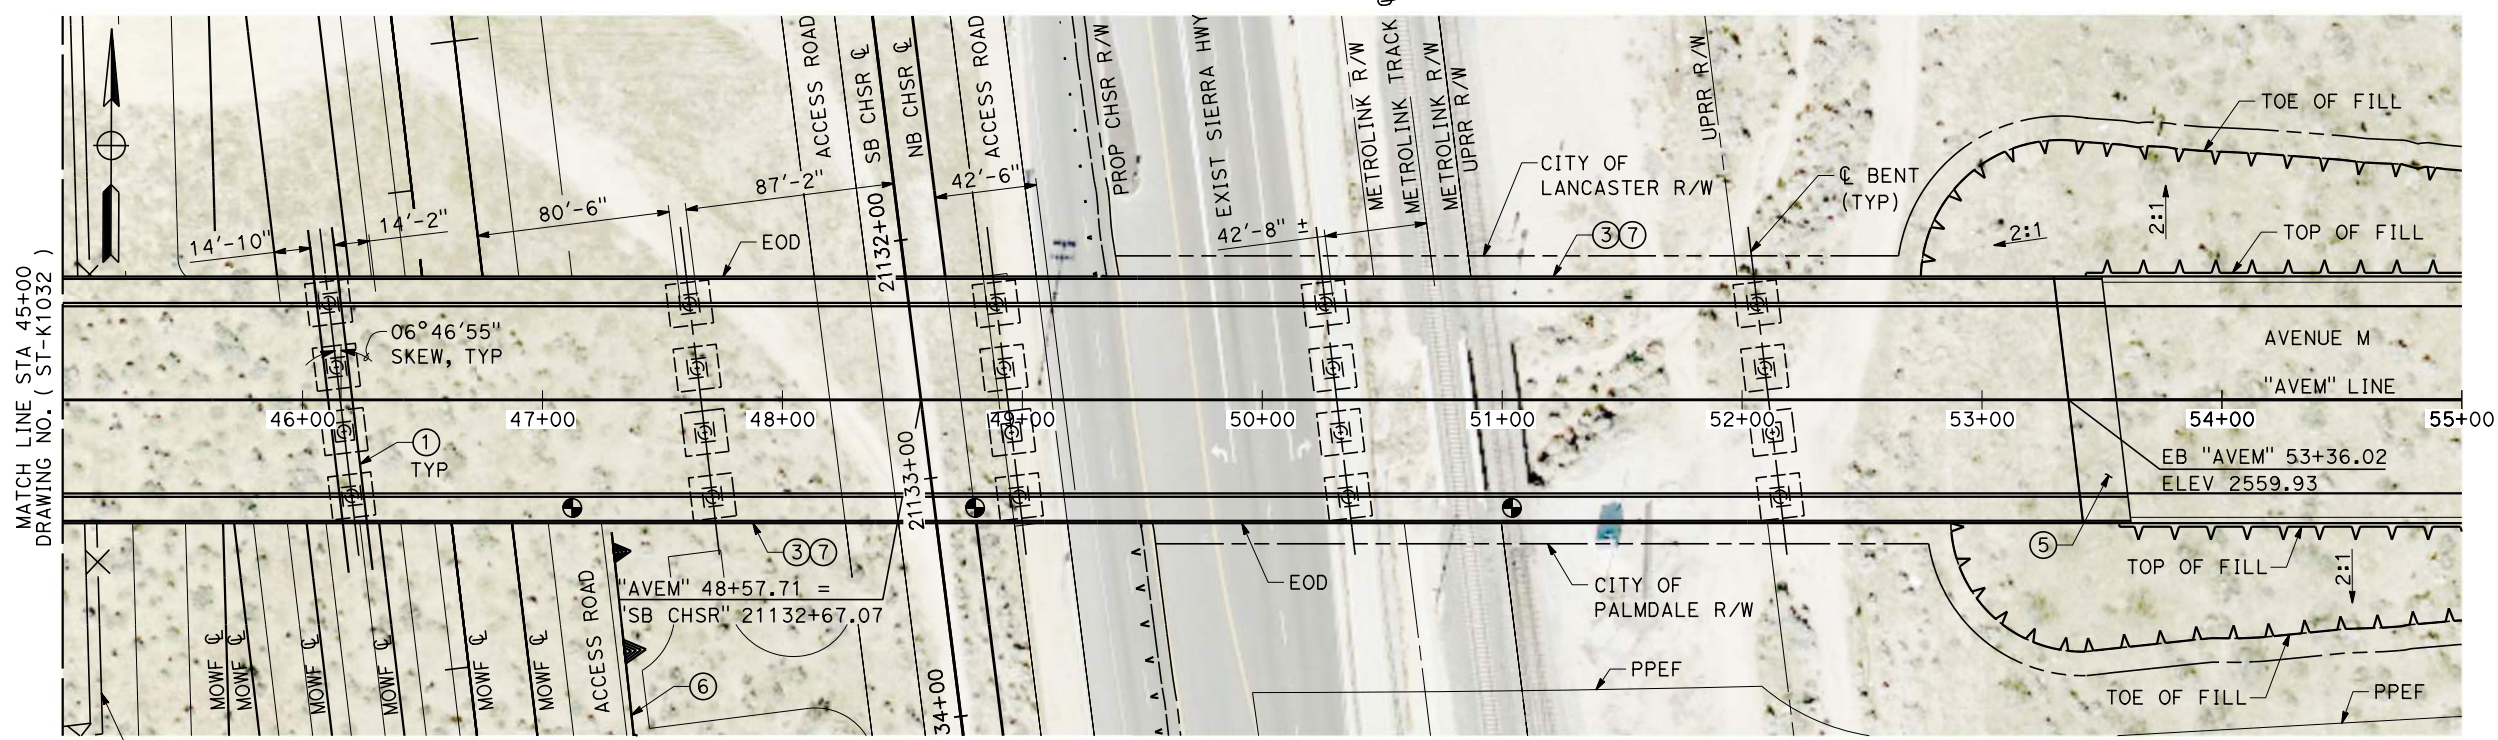 MATCH LINE STA 45+00
DRAWING NO. ( ST-K1032 )
ACCESS ROAD
SB CHSR ℄
NB CHSR ℄
ACCESS ROAD
PROP CHSR R/W
EXIST SIERRA HWY
METROLINK R/W
METROLINK TRACK ℄
METROLINK R/W
UPRR R/W
UPRR R/W
TOE OF FILL
CITY OF
LANCASTER R/W
℄ BENT
(TYP)
14'-10"
14'-2"
80'-6"
87'-2"
42'-6"
42'-8" ±
EOD
21132+00
3 7
2:1
2:1
TOP OF FILL
06°46'55"
SKEW, TYP
AVENUE M
"AVEM" LINE
46+00
47+00
48+00
49+00
50+00
51+00
52+00
53+00
54+00
55+00
1
TYP
21133+00
EB "AVEM" 53+36.02
ELEV 2559.93
3 7
5
TOP OF FILL
2:1
EOD
CITY OF
PALMDALE R/W
"AVEM" 48+57.71 =
"SB CHSR" 21132+67.07
MOWF ℄
MOWF ℄
MOWF ℄
MOWF ℄
MOWF ℄
MOWF ℄
ACCESS ROAD
6
34+00
PPEF
TOE OF FILL
PPEF